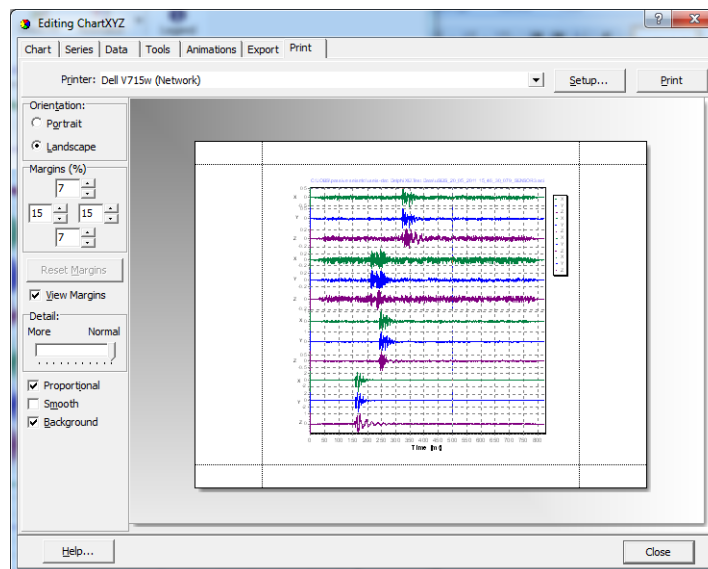 Editing ChartXYZ
Chart Series Data Tools Animations Export Print
Printer: Dell V715w (Network) Setup... Print
Orientation:
Portrait
Landscape
Margins (%)
7
15 15
7
Reset Margins
View Margins
Detail:
More Normal
Proportional
Smooth
Background
X
Y
Z
X
Y
Z
X
Y
Z
X
Y
Z
0 50 100 150 200 250 300 350 400 450 500 550 600 650 700 750 800
Help... Close